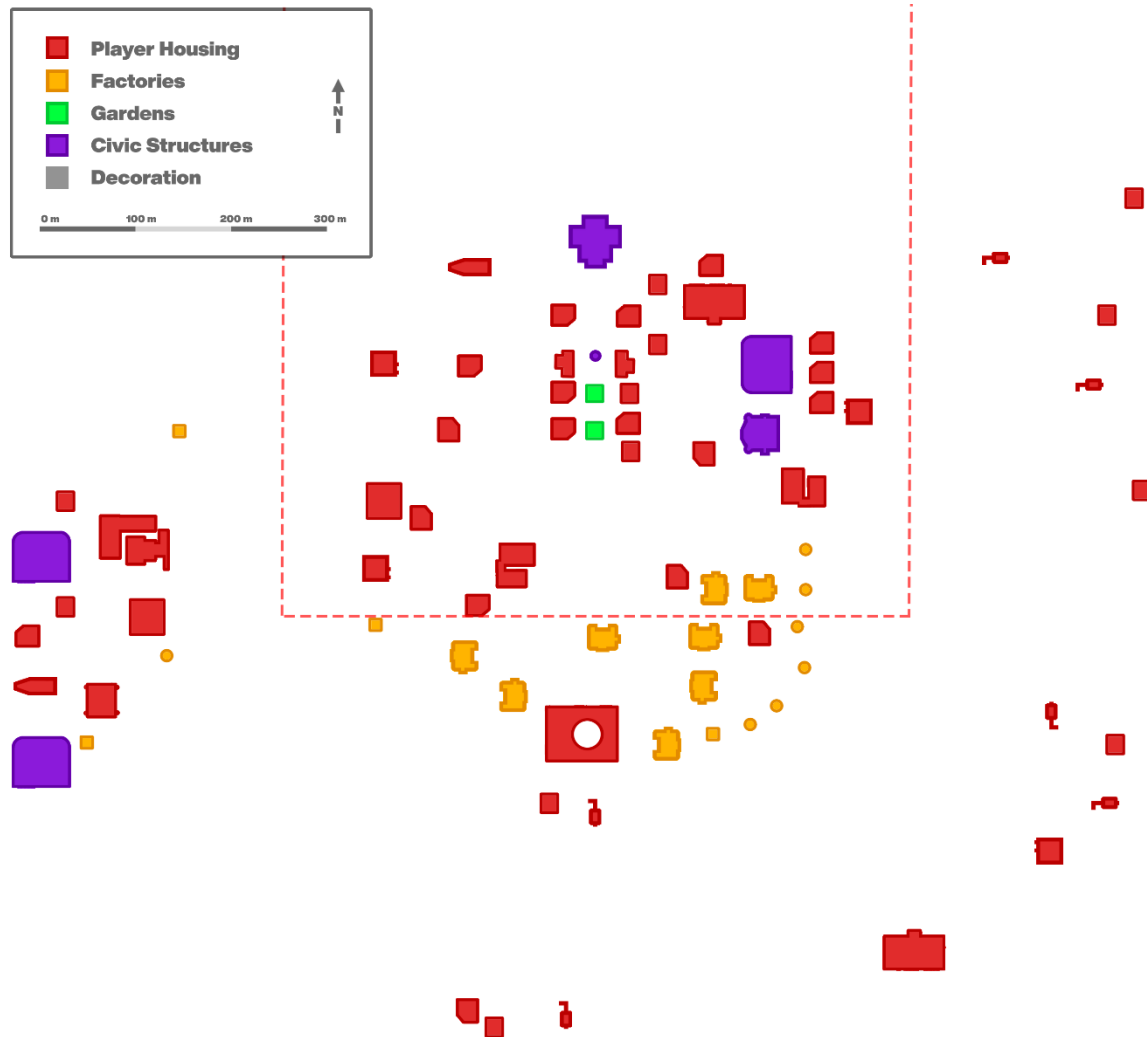 Player Housing
Factories
Gardens
N
Civic Structures
Decoration
0 m 100 m 200 m 300 m